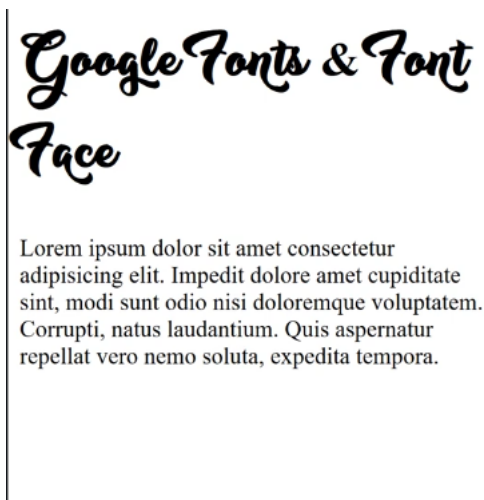 Google Fonts & Font
Face
Lorem ipsum dolor sit amet consectetur
adipisicing elit. Impedit dolore amet cupiditate
sint, modi sunt odio nisi doloremque voluptatem.
Corrupti, natus laudantium. Quis aspernatur
repellat vero nemo soluta, expedita tempora.